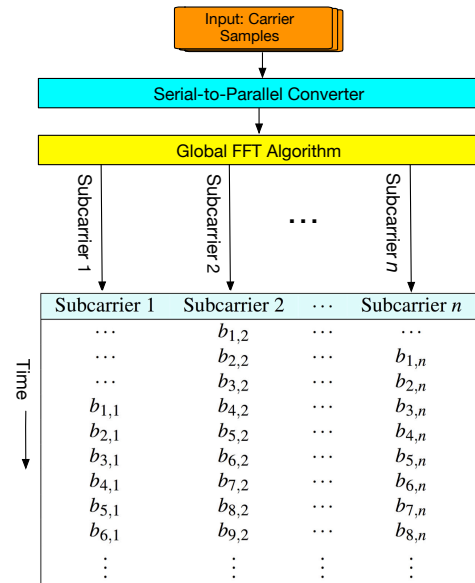 Input: Carrier
Samples
Serial-to-Parallel Converter
Global FFT Algorithm
Subcarrier 1
Subcarrier 2
...
Subcarrier n
Subcarrier 1 Subcarrier 2 ⋯ Subcarrier n
⋯ b1,2 ⋯ ⋯
⋯ b2,2 ⋯ b1,n
⋯ b3,2 ⋯ b2,n
b1,1 b4,2 ⋯ b3,n
b2,1 b5,2 ⋯ b4,n
b3,1 b6,2 ⋯ b5,n
b4,1 b7,2 ⋯ b6,n
b5,1 b8,2 ⋯ b7,n
b6,1 b9,2 ⋯ b8,n
⋮ ⋮ ⋮ ⋮
Time